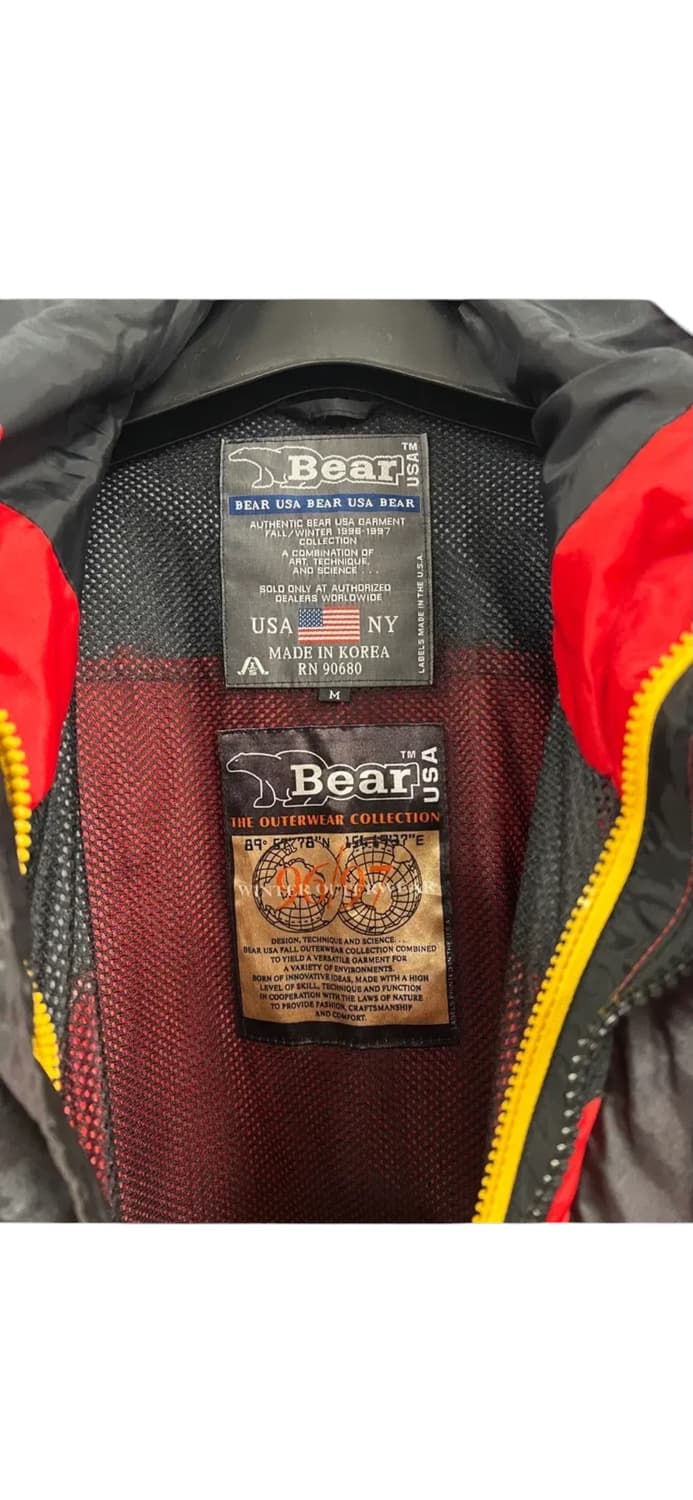 Bear USA™
BEAR USA BEAR USA BEAR
AUTHENTIC BEAR USA GARMENT
FALL/WINTER 1996-1997
COLLECTION
A COMBINATION OF
ART, TECHNIQUE,
AND SCIENCE . . .
SOLD ONLY AT AUTHORIZED
DEALERS WORLDWIDE
USA NY
MADE IN KOREA
RN 90680
LABELS MADE IN THE U.S.A.
M
Bear USA™
THE OUTERWEAR COLLECTION
96/97
WINTER OUTERWEAR
DESIGN, TECHNIQUE AND SCIENCE. . .
BEAR USA FALL OUTERWEAR COLLECTION COMBINED
TO YIELD A VERSATILE GARMENT FOR
A VARIETY OF ENVIRONMENTS.
BORN OF INNOVATIVE IDEAS, MADE WITH A HIGH
LEVEL OF SKILL, TECHNIQUE AND FUNCTION
IN COOPERATION WITH THE LAWS OF NATURE
TO PROVIDE FASHION, CRAFTSMANSHIP
AND COMFORT.